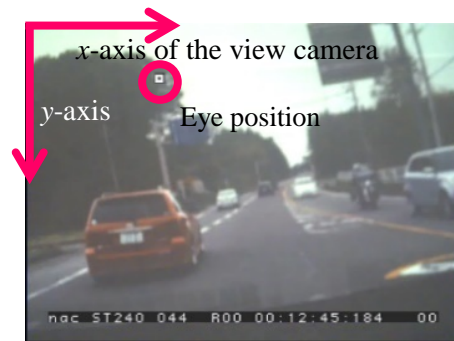 x-axis of the view camera
y-axis
Eye position
nac ST240 044 R00 00:12:45:184 00